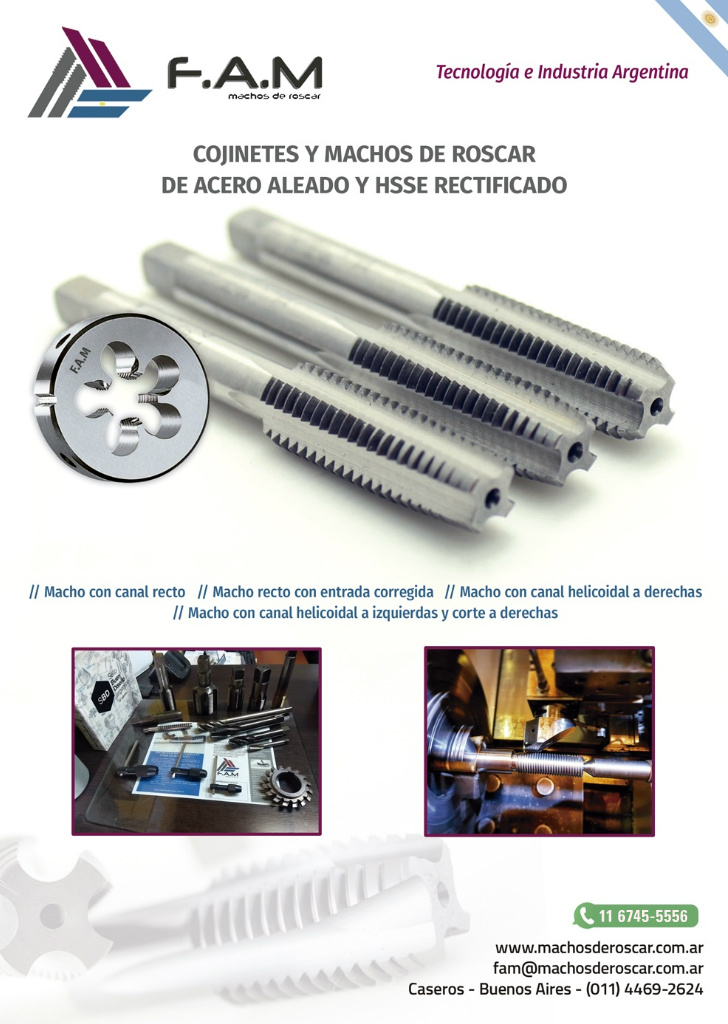 F.A.M
machos de roscar
Tecnología e Industria Argentina
COJINETES Y MACHOS DE ROSCAR
DE ACERO ALEADO Y HSSE RECTIFICADO
F.A.M
// Macho con canal recto // Macho recto con entrada corregida // Macho con canal helicoidal a derechas
// Macho con canal helicoidal a izquierdas y corte a derechas
SBD
F.A.M
11 6745-5556
www.machosderoscar.com.ar
fam@machosderoscar.com.ar
Caseros - Buenos Aires - (011) 4469-2624